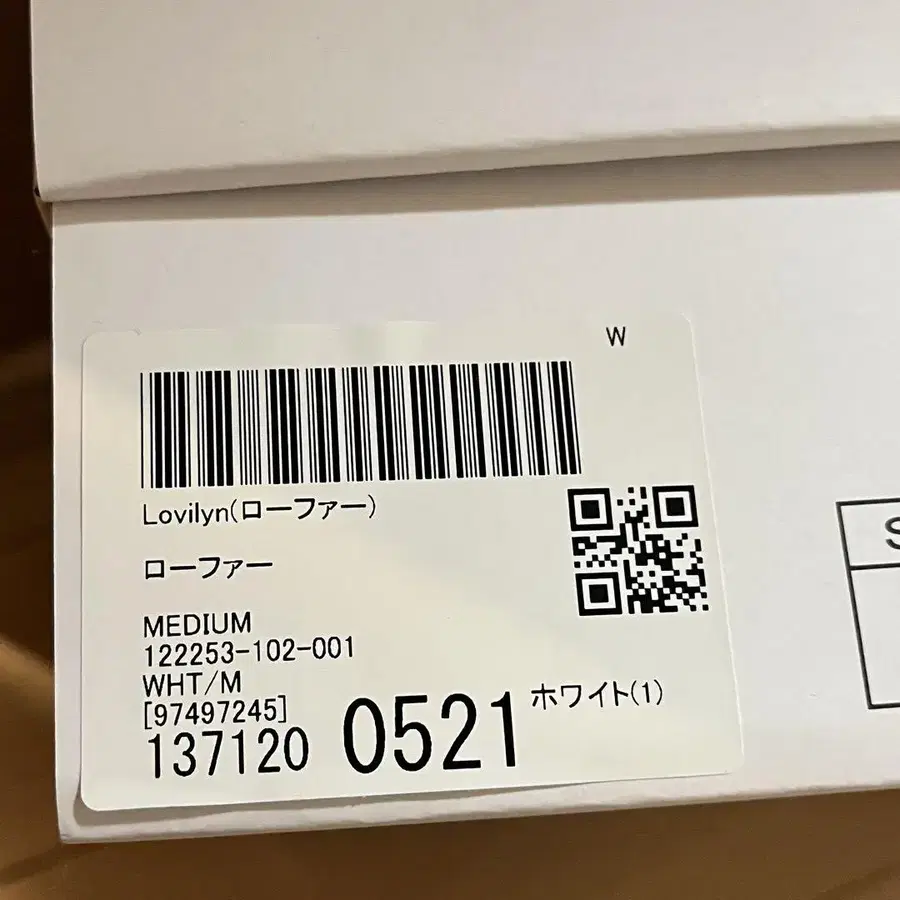 W
Lovilyn(ローファー)
ローファー
MEDIUM
122253-102-001
WHT/M
[97497245]
ホワイト(1)
137120 0521
S